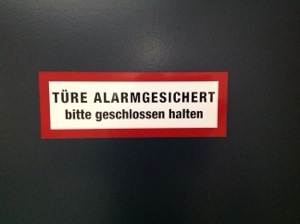 TÜRE ALARMGESICHERT
bitte geschlossen halten